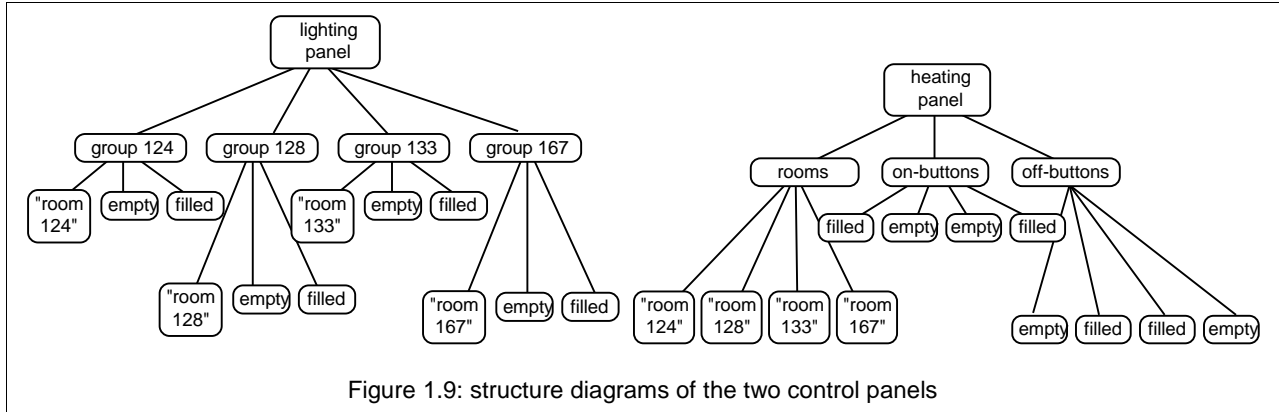 lighting
panel
group 124
group 128
group 133
group 167
"room
124"
empty
filled
"room
133"
empty
filled
"room
128"
empty
filled
"room
167"
empty
filled
heating
panel
rooms
on-buttons
off-buttons
filled
empty
empty
filled
"room
124"
"room
128"
"room
133"
"room
167"
empty
filled
filled
empty
Figure 1.9: structure diagrams of the two control panels